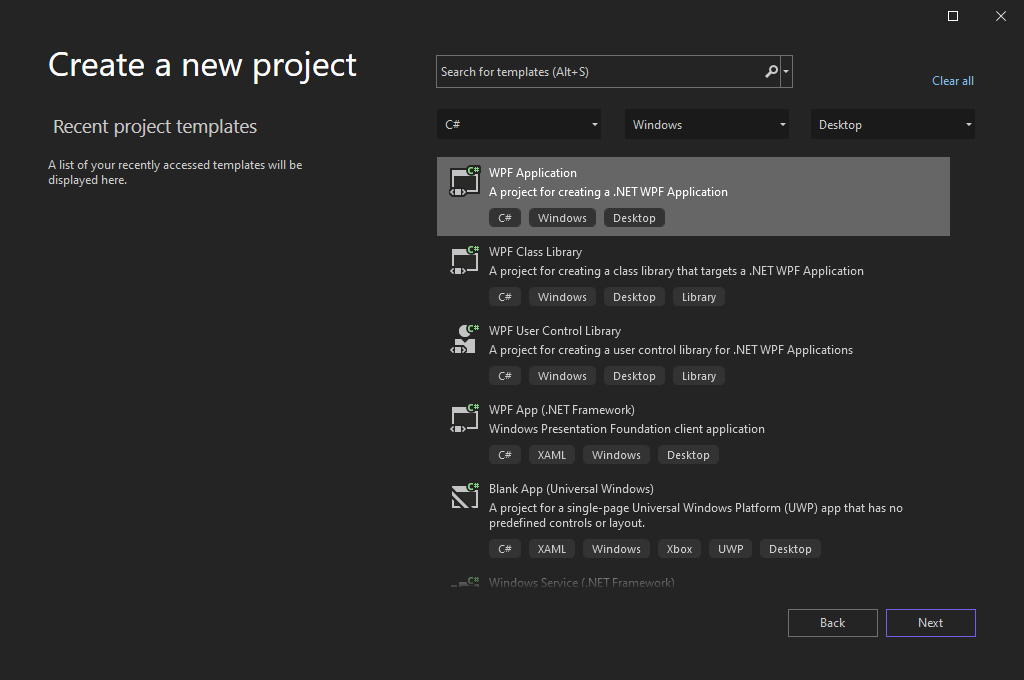 Create a new project
Search for templates (Alt+S)
Clear all
Recent project templates
A list of your recently accessed templates will be
displayed here.
C#
Windows
Desktop
C#
WPF Application
A project for creating a .NET WPF Application
C# Windows Desktop
C#
WPF Class Library
A project for creating a class library that targets a .NET WPF Application
C# Windows Desktop Library
C#
WPF User Control Library
A project for creating a user control library for .NET WPF Applications
C# Windows Desktop Library
C#
WPF App (.NET Framework)
Windows Presentation Foundation client application
C# XAML Windows Desktop
C#
Blank App (Universal Windows)
A project for a single-page Universal Windows Platform (UWP) app that has no
predefined controls or layout.
C# XAML Windows Xbox UWP Desktop
C#
Windows Service (.NET Framework)
Back
Next